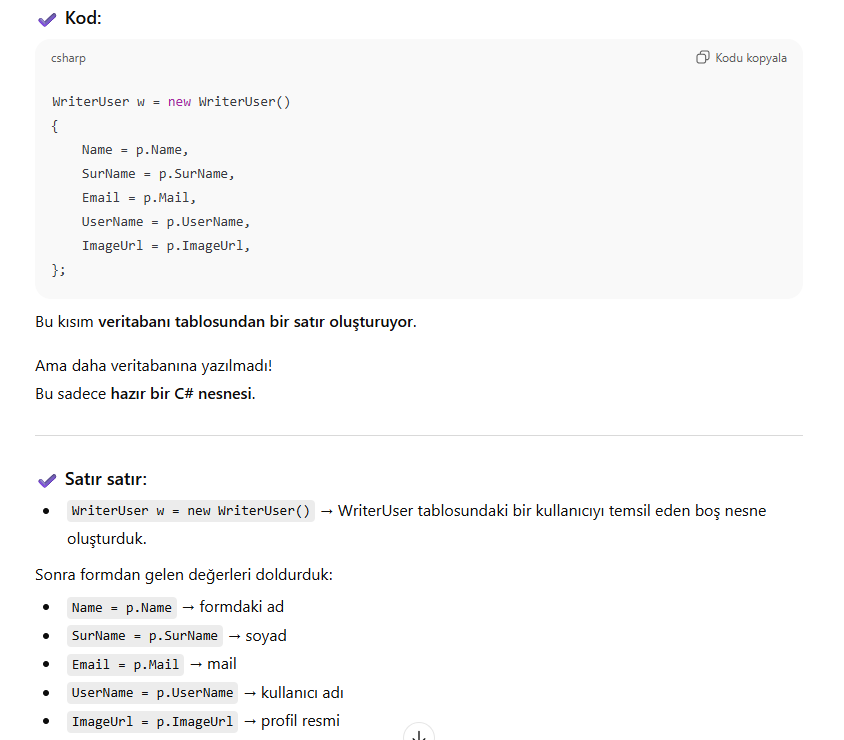 Kod:
csharp
Kodu kopyala
WriterUser w = new WriterUser()
{
    Name = p.Name,
    SurName = p.SurName,
    Email = p.Mail,
    UserName = p.UserName,
    ImageUrl = p.ImageUrl,
};
Bu kısım veritabanı tablosundan bir satır oluşturuyor.
Ama daha veritabanına yazılmadı!
Bu sadece hazır bir C# nesnesi.
Satır satır:
• WriterUser w = new WriterUser() → WriterUser tablosundaki bir kullanıcıyı temsil eden boş nesne
oluşturduk.
Sonra formdan gelen değerleri doldurduk:
• Name = p.Name → formdaki ad
• SurName = p.SurName → soyad
• Email = p.Mail → mail
• UserName = p.UserName → kullanıcı adı
• ImageUrl = p.ImageUrl → profil resmi